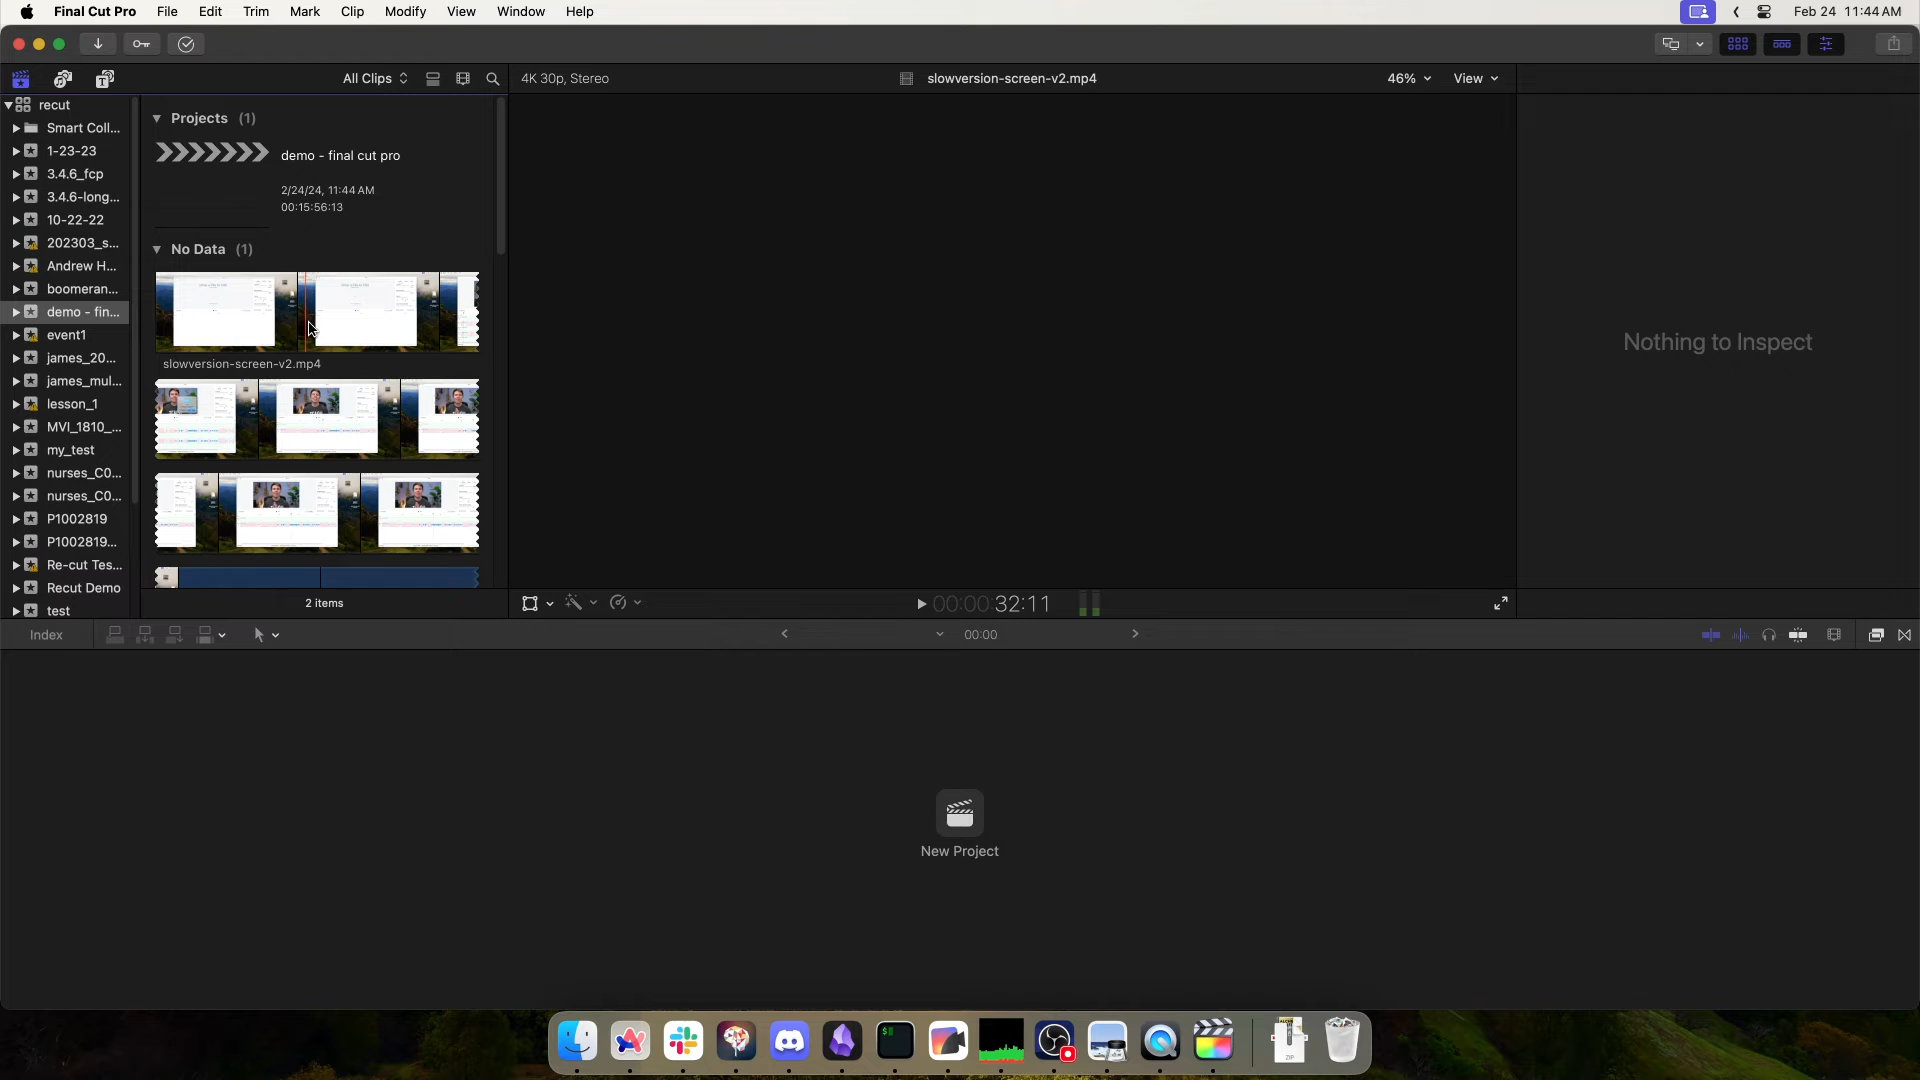 Final Cut Pro File Edit Trim Mark Clip Modify View Window Help Feb 24 11:44 AM
All Clips 4K 30p, Stereo slowversion-screen-v2.mp4 46% View
recut
Smart Coll...
1-23-23
3.4.6_fcp
3.4.6-long...
10-22-22
202303_s...
Andrew H...
boomeran...
demo - fin...
event1
james_20...
james_mul...
lesson_1
MVI_1810_...
my_test
nurses_C0...
nurses_C0...
P1002819
P1002819...
Re-cut Tes...
Recut Demo
test
Projects (1)
demo - final cut pro
2/24/24, 11:44 AM
00:15:56:13
No Data (1)
slowversion-screen-v2.mp4
2 items
Nothing to Inspect
00:00:32:11
Index 00:00
New Project
ZIP